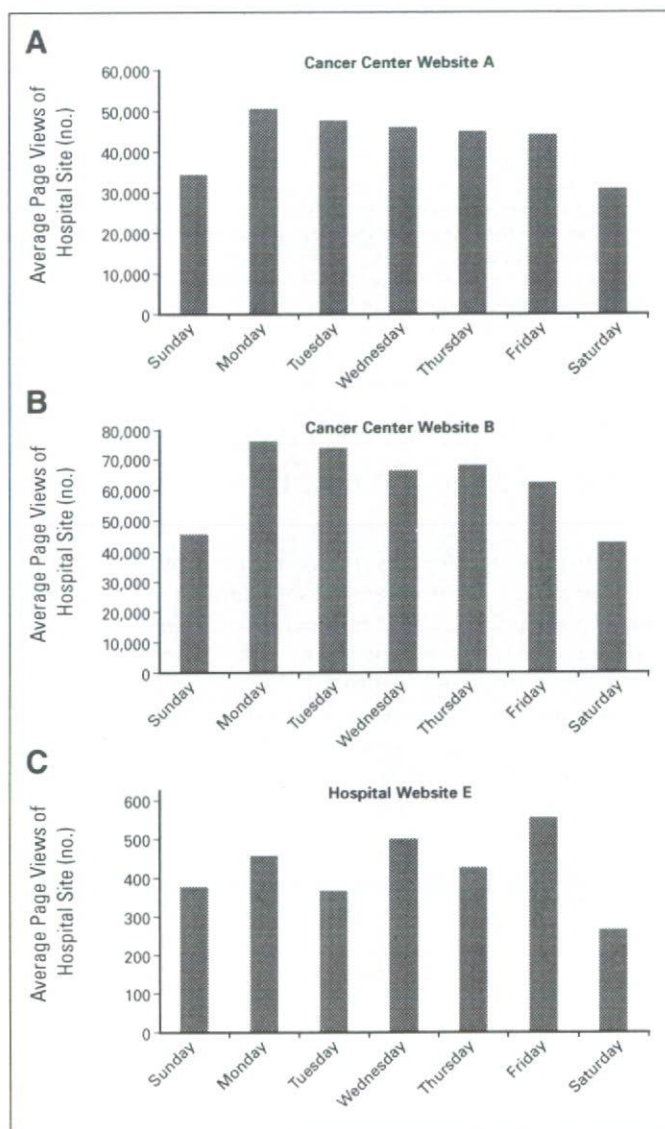 A
Cancer Center Website A
Average Page Views of
Hospital Site (no.)
60,000
50,000
40,000
30,000
20,000
10,000
0
Sunday
Monday
Tuesday
Wednesday
Thursday
Friday
Saturday
B
Cancer Center Website B
Average Page Views of
Hospital Site (no.)
80,000
70,000
60,000
50,000
40,000
30,000
20,000
10,000
0
Sunday
Monday
Tuesday
Wednesday
Thursday
Friday
Saturday
C
Hospital Website E
Average Page Views of
Hospital Site (no.)
600
500
400
300
200
100
0
Sunday
Monday
Tuesday
Wednesday
Thursday
Friday
Saturday